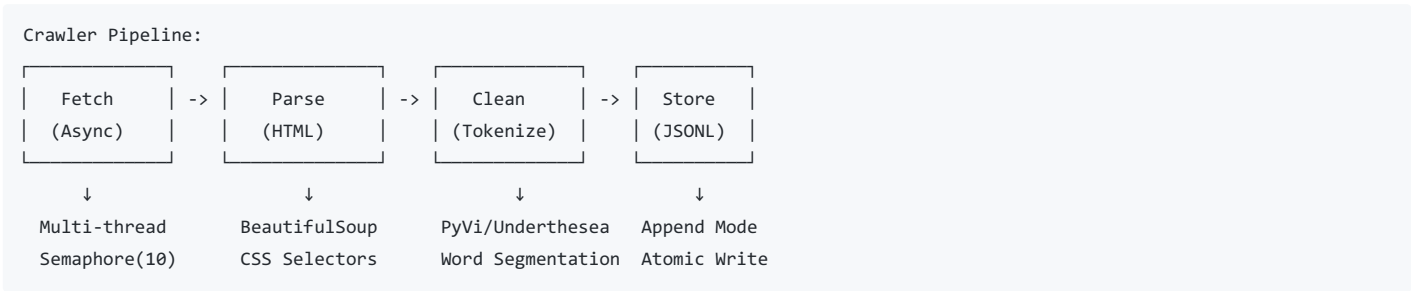 Crawler Pipeline:
Fetch -> Parse -> Clean -> Store
(Async) (HTML) (Tokenize) (JSONL)
↓ ↓ ↓ ↓
Multi-thread BeautifulSoup PyVi/Underthesea Append Mode
Semaphore(10) CSS Selectors Word Segmentation Atomic Write